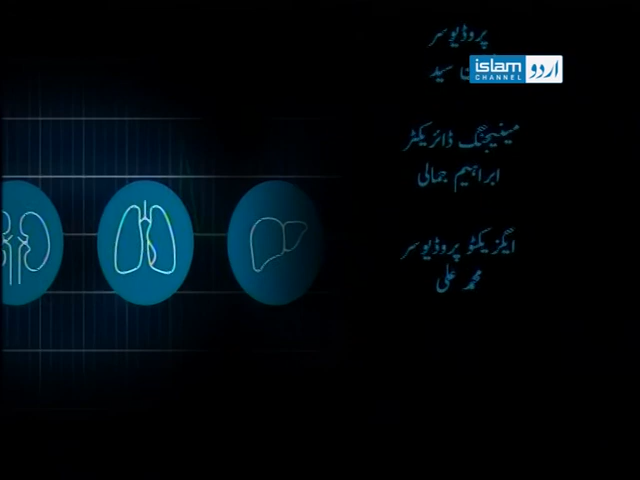 پروڈیوسر
islam
CHANNEL
اردو
سید
مینیجنگ ڈائریکٹر
ابراہیم جمالی
ایگزیکٹو پروڈیوسر
محمد علی